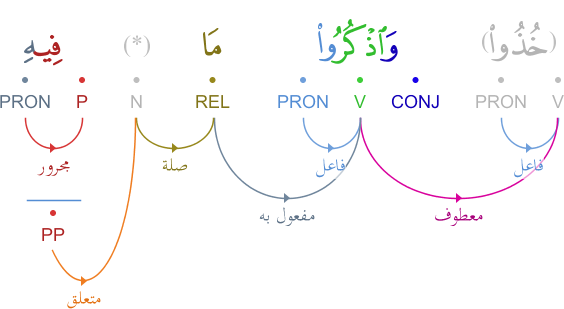 (خُذُوا۟) وَٱذْكُرُوا۟ مَا (*) فِيهِ
V PRON CONJ V PRON REL N P PRON
فاعل فاعل صلة مجرور
معطوف مفعول به
PP
متعلق